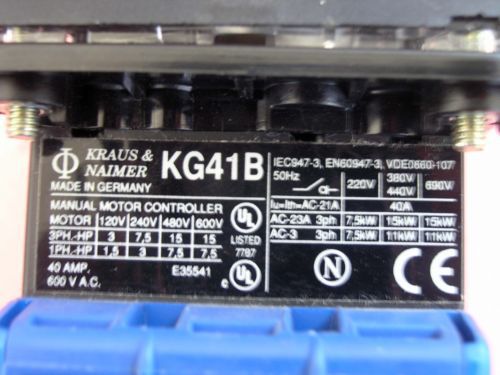 KRAUS &
NAIMER
KG41B
MADE IN GERMANY
MANUAL MOTOR CONTROLLER
MOTOR 120V 240V 480V 600V
3PH.-HP 3 7,5 15 15
1PH.-HP 1,5 3 7,5 7,5
40 AMP. E35541
600 V A.C.
UL
LISTED
7787
c UL
IEC947-3, EN60947-3, VDE0660-107
50Hz 220V 380V 440V 690V
Iu=Ith=AC-21A 40A
AC-23A 3ph 7,5kW 15kW 15kW
AC-3 3ph 7,5kW 11kW 11kW
N
CE